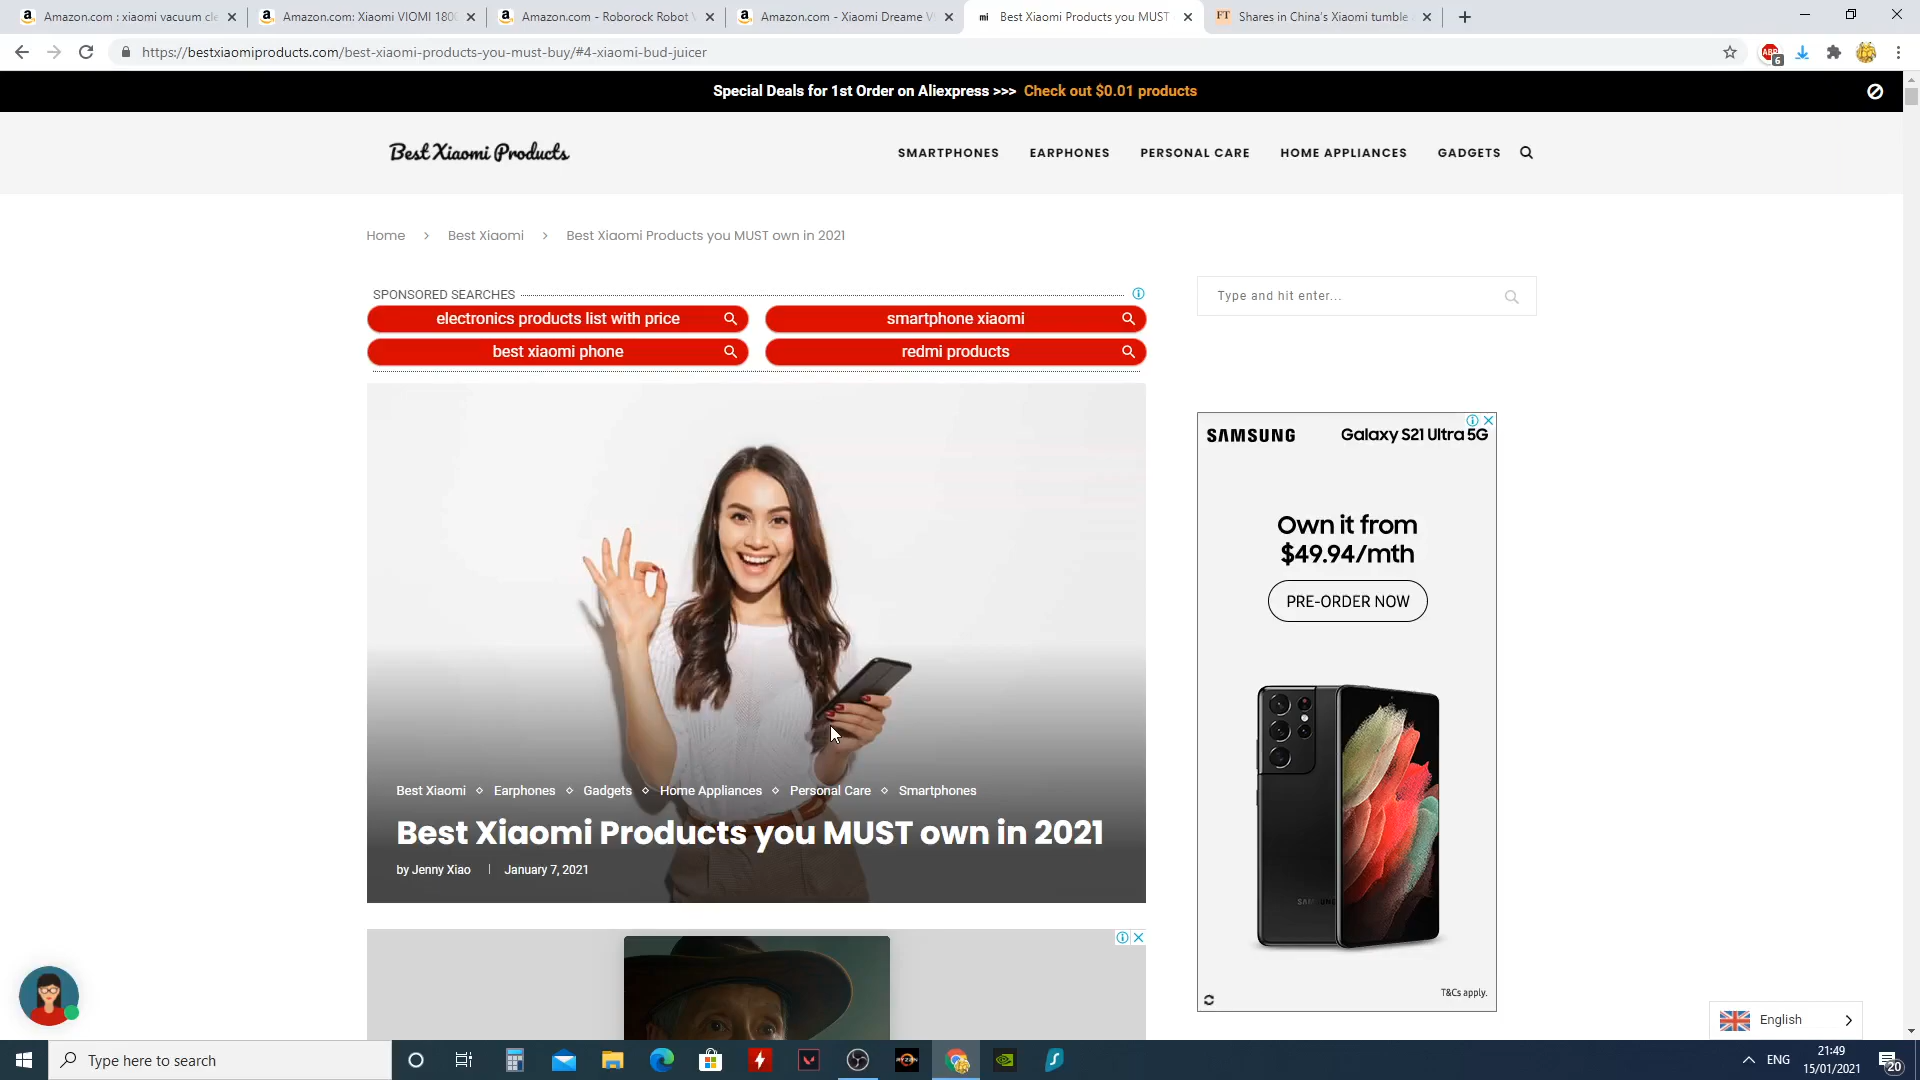 Amazon.com : xiaomi vacuum cle
Amazon.com: Xiaomi VIOMI 180
Amazon.com - Roborock Robot V
Amazon.com - Xiaomi Dreame V
mi Best Xiaomi Products you MUST
FT Shares in China's Xiaomi tumble
https://bestxiaomiproducts.com/best-xiaomi-products-you-must-buy/#4-xiaomi-bud-juicer
ABP
6
Special Deals for 1st Order on Aliexpress >>> Check out $0.01 products
Best Xiaomi Products
SMARTPHONES
EARPHONES
PERSONAL CARE
HOME APPLIANCES
GADGETS
Home > Best Xiaomi > Best Xiaomi Products you MUST own in 2021
SPONSORED SEARCHES
electronics products list with price
smartphone xiaomi
best xiaomi phone
redmi products
Type and hit enter...
SAMSUNG
Galaxy S21 Ultra 5G
Own it from
$49.94/mth
PRE-ORDER NOW
T&Cs apply.
Best Xiaomi ⋄ Earphones ⋄ Gadgets ⋄ Home Appliances ⋄ Personal Care ⋄ Smartphones
Best Xiaomi Products you MUST own in 2021
by Jenny Xiao | January 7, 2021
English
Type here to search
RYZEN
ENG
21:49
15/01/2021
20